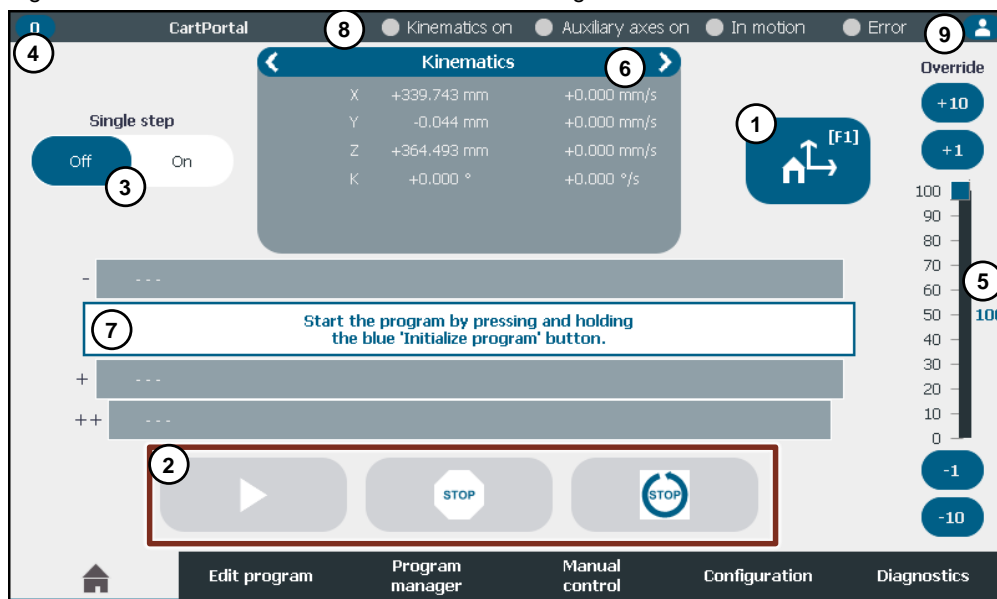 0
CartPortal
8
Kinematics on
Auxiliary axes on
In motion
Error
9
4
Kinematics
6
Override
X +339.743 mm +0.000 mm/s
Y -0.044 mm +0.000 mm/s
Z +364.493 mm +0.000 mm/s
K +0.000 ° +0.000 °/s
Single step
Off
On
3
1
[F1]
+10
+1
100
90
80
70
60
50
40
30
20
10
0
5
100
-1
-10
- ---
7
Start the program by pressing and holding
the blue 'Initialize program' button.
+ ---
++ ---
2
STOP
STOP
Edit program
Program
manager
Manual
control
Configuration
Diagnostics